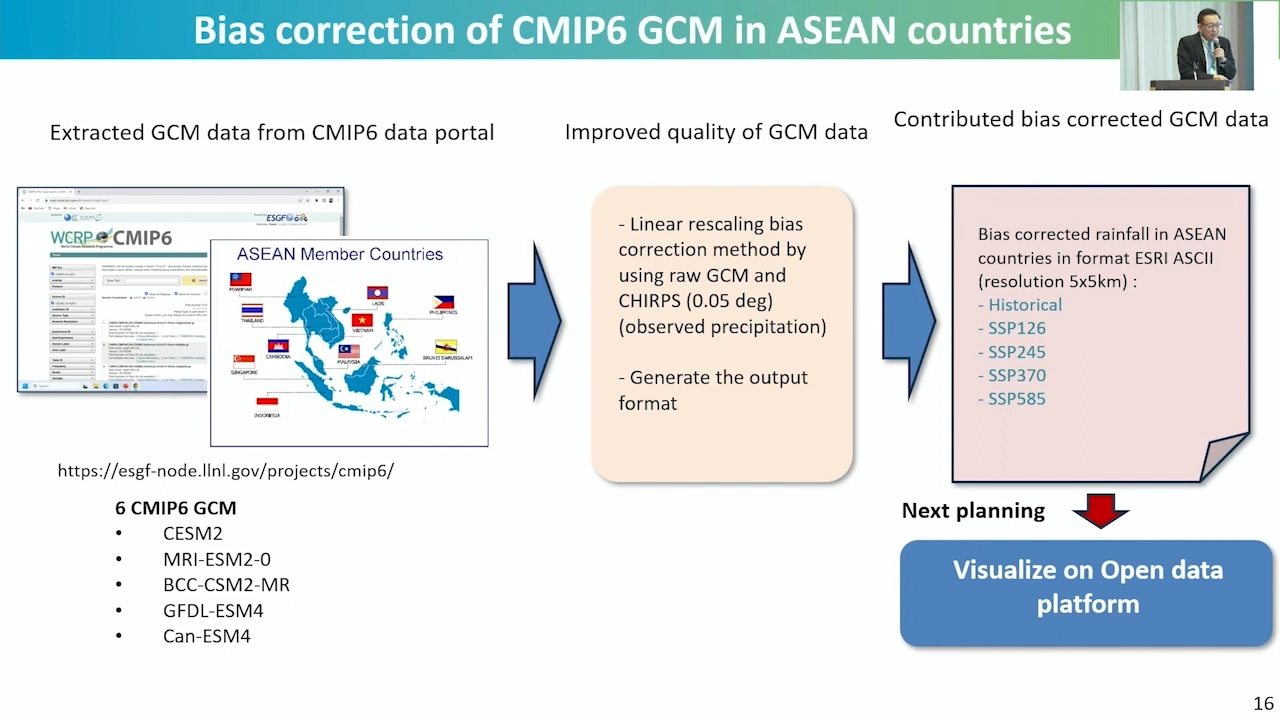 Bias correction of CMIP6 GCM in ASEAN countries
Extracted GCM data from CMIP6 data portal
Improved quality of GCM data
Contributed bias corrected GCM data
ESGF
WCRP CMIP6
ASEAN Member Countries
MYANMAR
LAOS
PHILIPPINES
THAILAND
VIETNAM
CAMBODIA
MALAYSIA
BRUNEI DARUSSALAM
SINGAPORE
INDONESIA
https://esgf-node.llnl.gov/projects/cmip6/
6 CMIP6 GCM
• CESM2
• MRI-ESM2-0
• BCC-CSM2-MR
• GFDL-ESM4
• Can-ESM4
- Linear rescaling bias
correction method by
using raw GCM and
CHIRPS (0.05 deg)
(observed precipitation)
- Generate the output
format
Bias corrected rainfall in ASEAN
countries in format ESRI ASCII
(resolution 5x5km) :
- Historical
- SSP126
- SSP245
- SSP370
- SSP585
Next planning
Visualize on Open data
platform
16